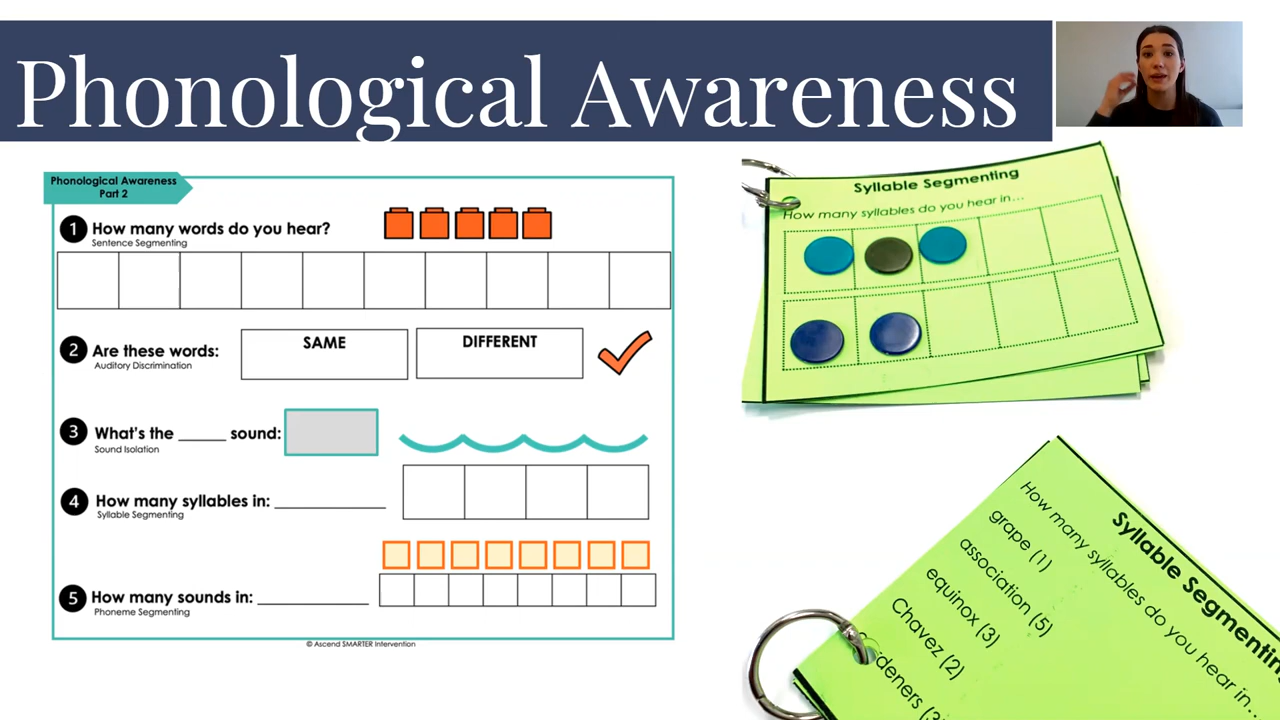 Phonological Awareness
Phonological Awareness
Part 2
1 How many words do you hear?
Sentence Segmenting
2 Are these words:
Auditory Discrimination
SAME
DIFFERENT
3 What's the ______ sound:
Sound Isolation
4 How many syllables in: ____________
Syllable Segmenting
5 How many sounds in: ____________
Phoneme Segmenting
© Ascend SMARTER Intervention
Syllable Segmenting
How many syllables do you hear in...
Syllable Segmenting
How many syllables do you hear in...
grape (1)
association (5)
equinox (3)
Chavez (2)